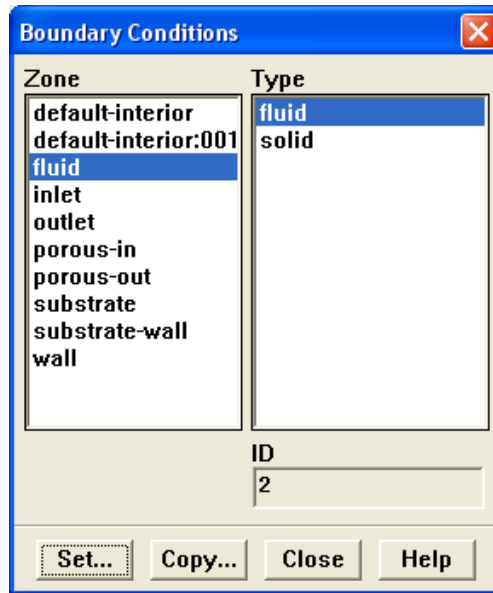 Boundary Conditions
Zone
default-interior
default-interior:001
fluid
inlet
outlet
porous-in
porous-out
substrate
substrate-wall
wall
Type
fluid
solid
ID
2
Set... Copy... Close Help